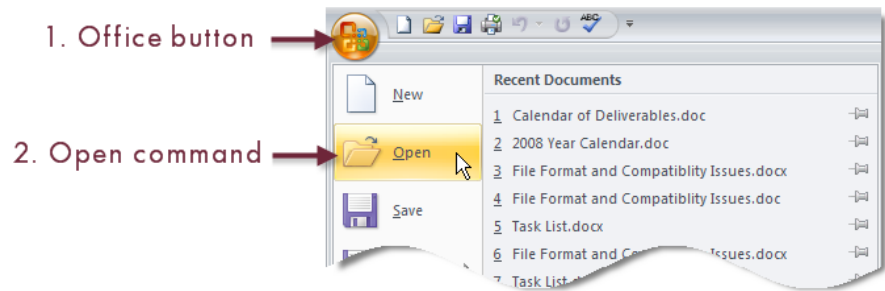 1. Office button
ABC
New
Open
Save
2. Open command
Recent Documents
1 Calendar of Deliverables.doc
2 2008 Year Calendar.doc
3 File Format and Compatiblity Issues.docx
4 File Format and Compatiblity Issues.doc
5 Task List.docx
6 File Format and Issues.docx
7 Task List